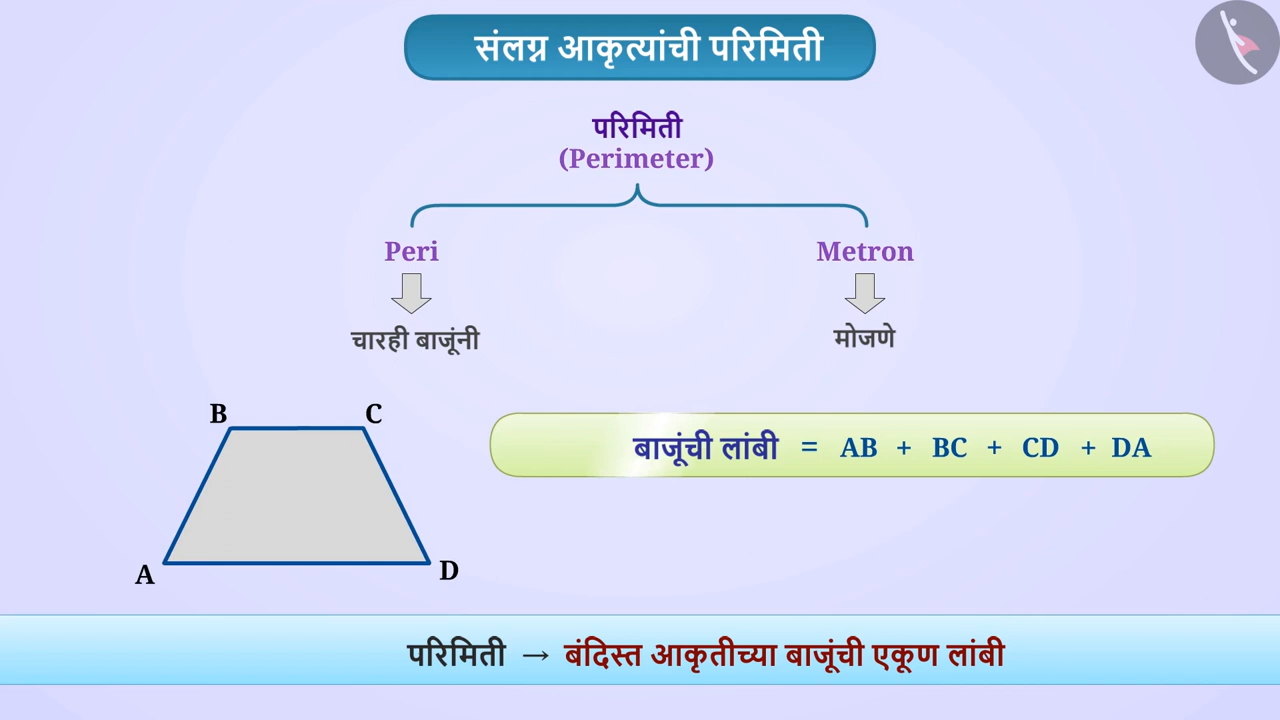 संलग्न आकृत्यांची परिमिती
परिमिती
(Perimeter)
Peri
Metron
चारही बाजूंनी
मोजणे
B
C
बाजूंची लांबी = AB + BC + CD + DA
A
D
परिमिती → बंदिस्त आकृतीच्या बाजूंची एकूण लांबी